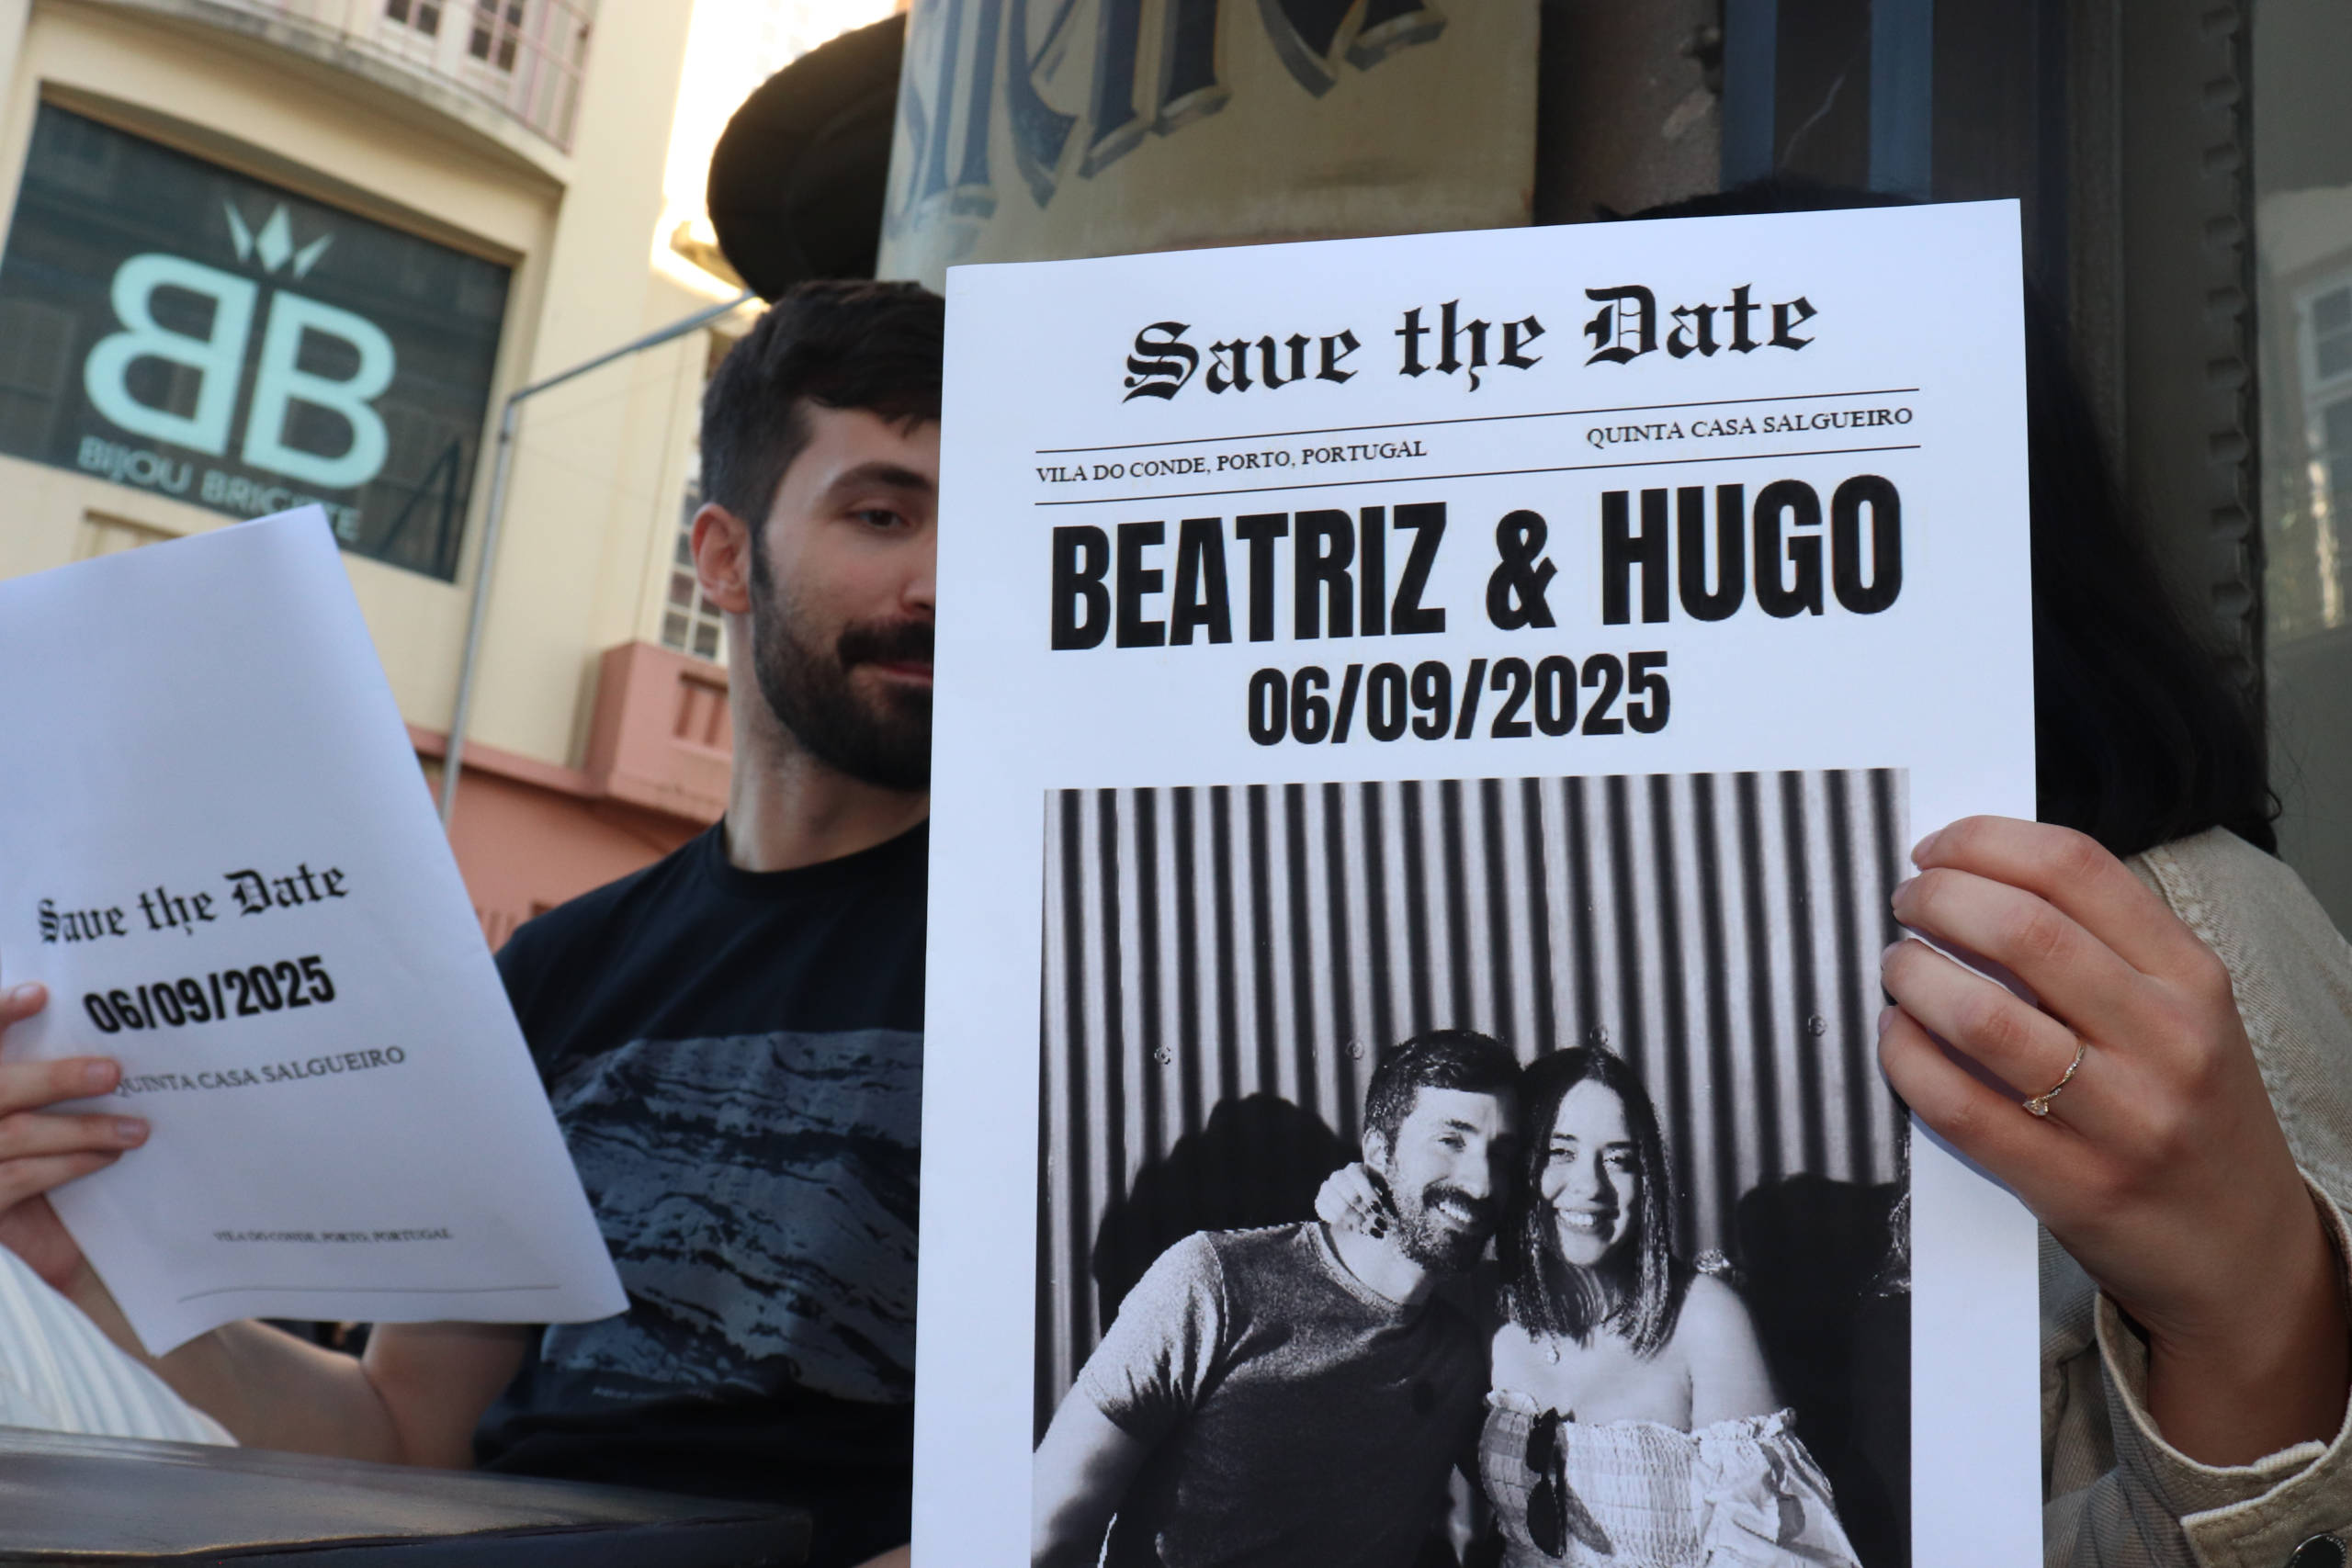 BB
BIJOU BRIGITTE
Save the Date
VILA DO CONDE, PORTO, PORTUGAL
QUINTA CASA SALGUEIRO
BEATRIZ & HUGO
06/09/2025
Save the Date
06/09/2025
QUINTA CASA SALGUEIRO
VILA DO CONDE, PORTO, PORTUGAL